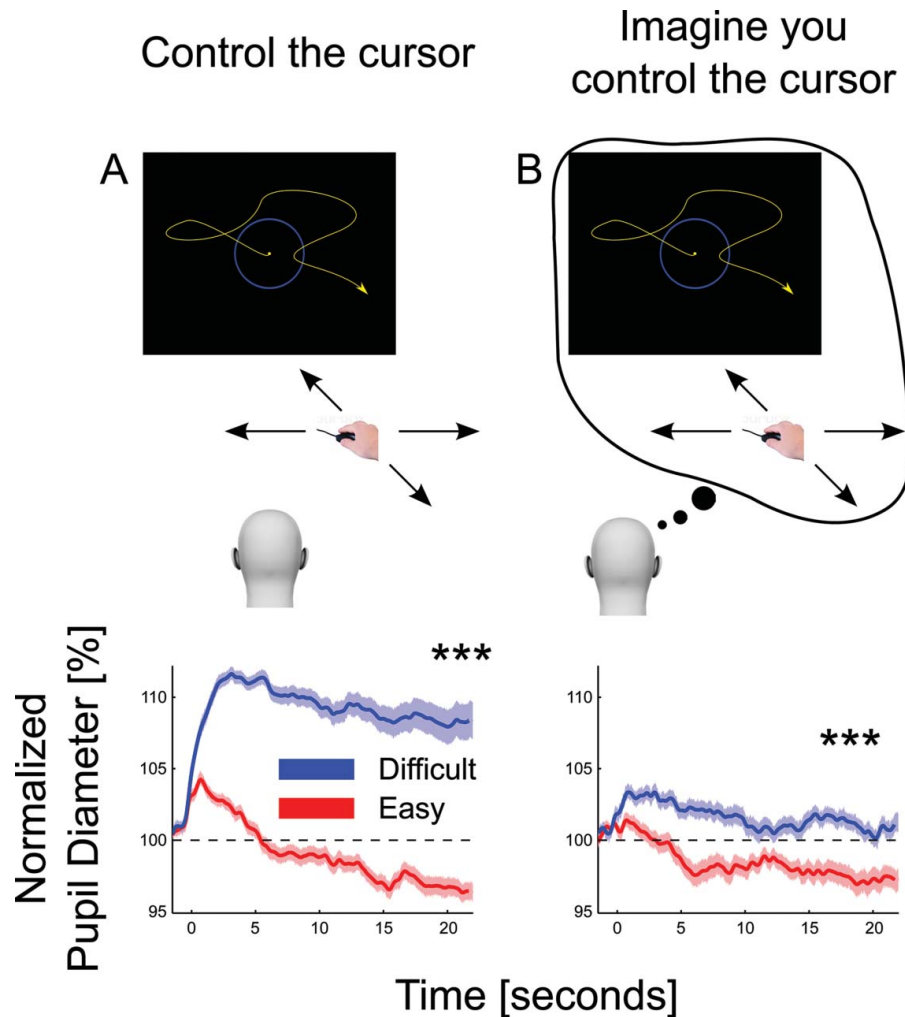 Control the cursor
Imagine you
control the cursor
A
B
Normalized
Pupil Diameter [%]
110
105
100
95
***
Difficult
Easy
0 5 10 15 20
110
105
100
95
***
0 5 10 15 20
Time [seconds]